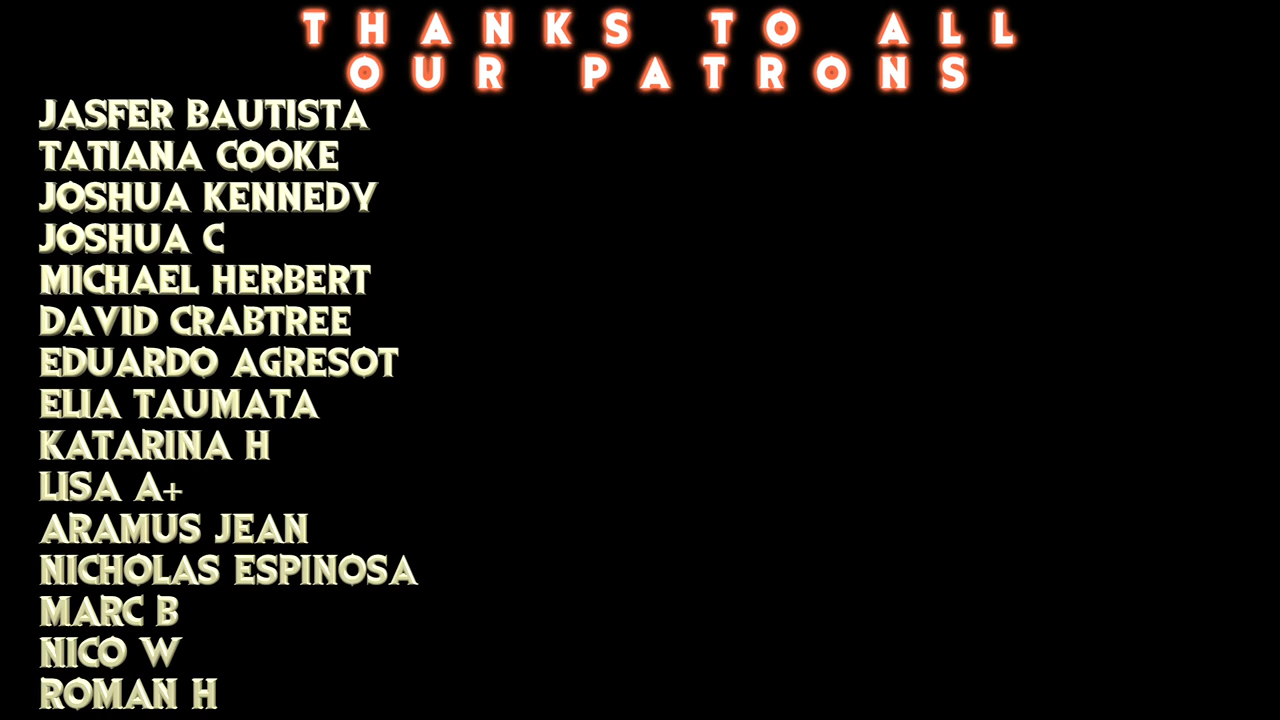 THANKS TO ALL
OUR PATRONS
JASFER BAUTISTA
TATIANA COOKE
JOSHUA KENNEDY
JOSHUA C
MICHAEL HERBERT
DAVID CRABTREE
EDUARDO AGRESOT
ELIA TAUMATA
KATARINA H
LISA A+
ARAMUS JEAN
NICHOLAS ESPINOSA
MARC B
NICO W
ROMAN H